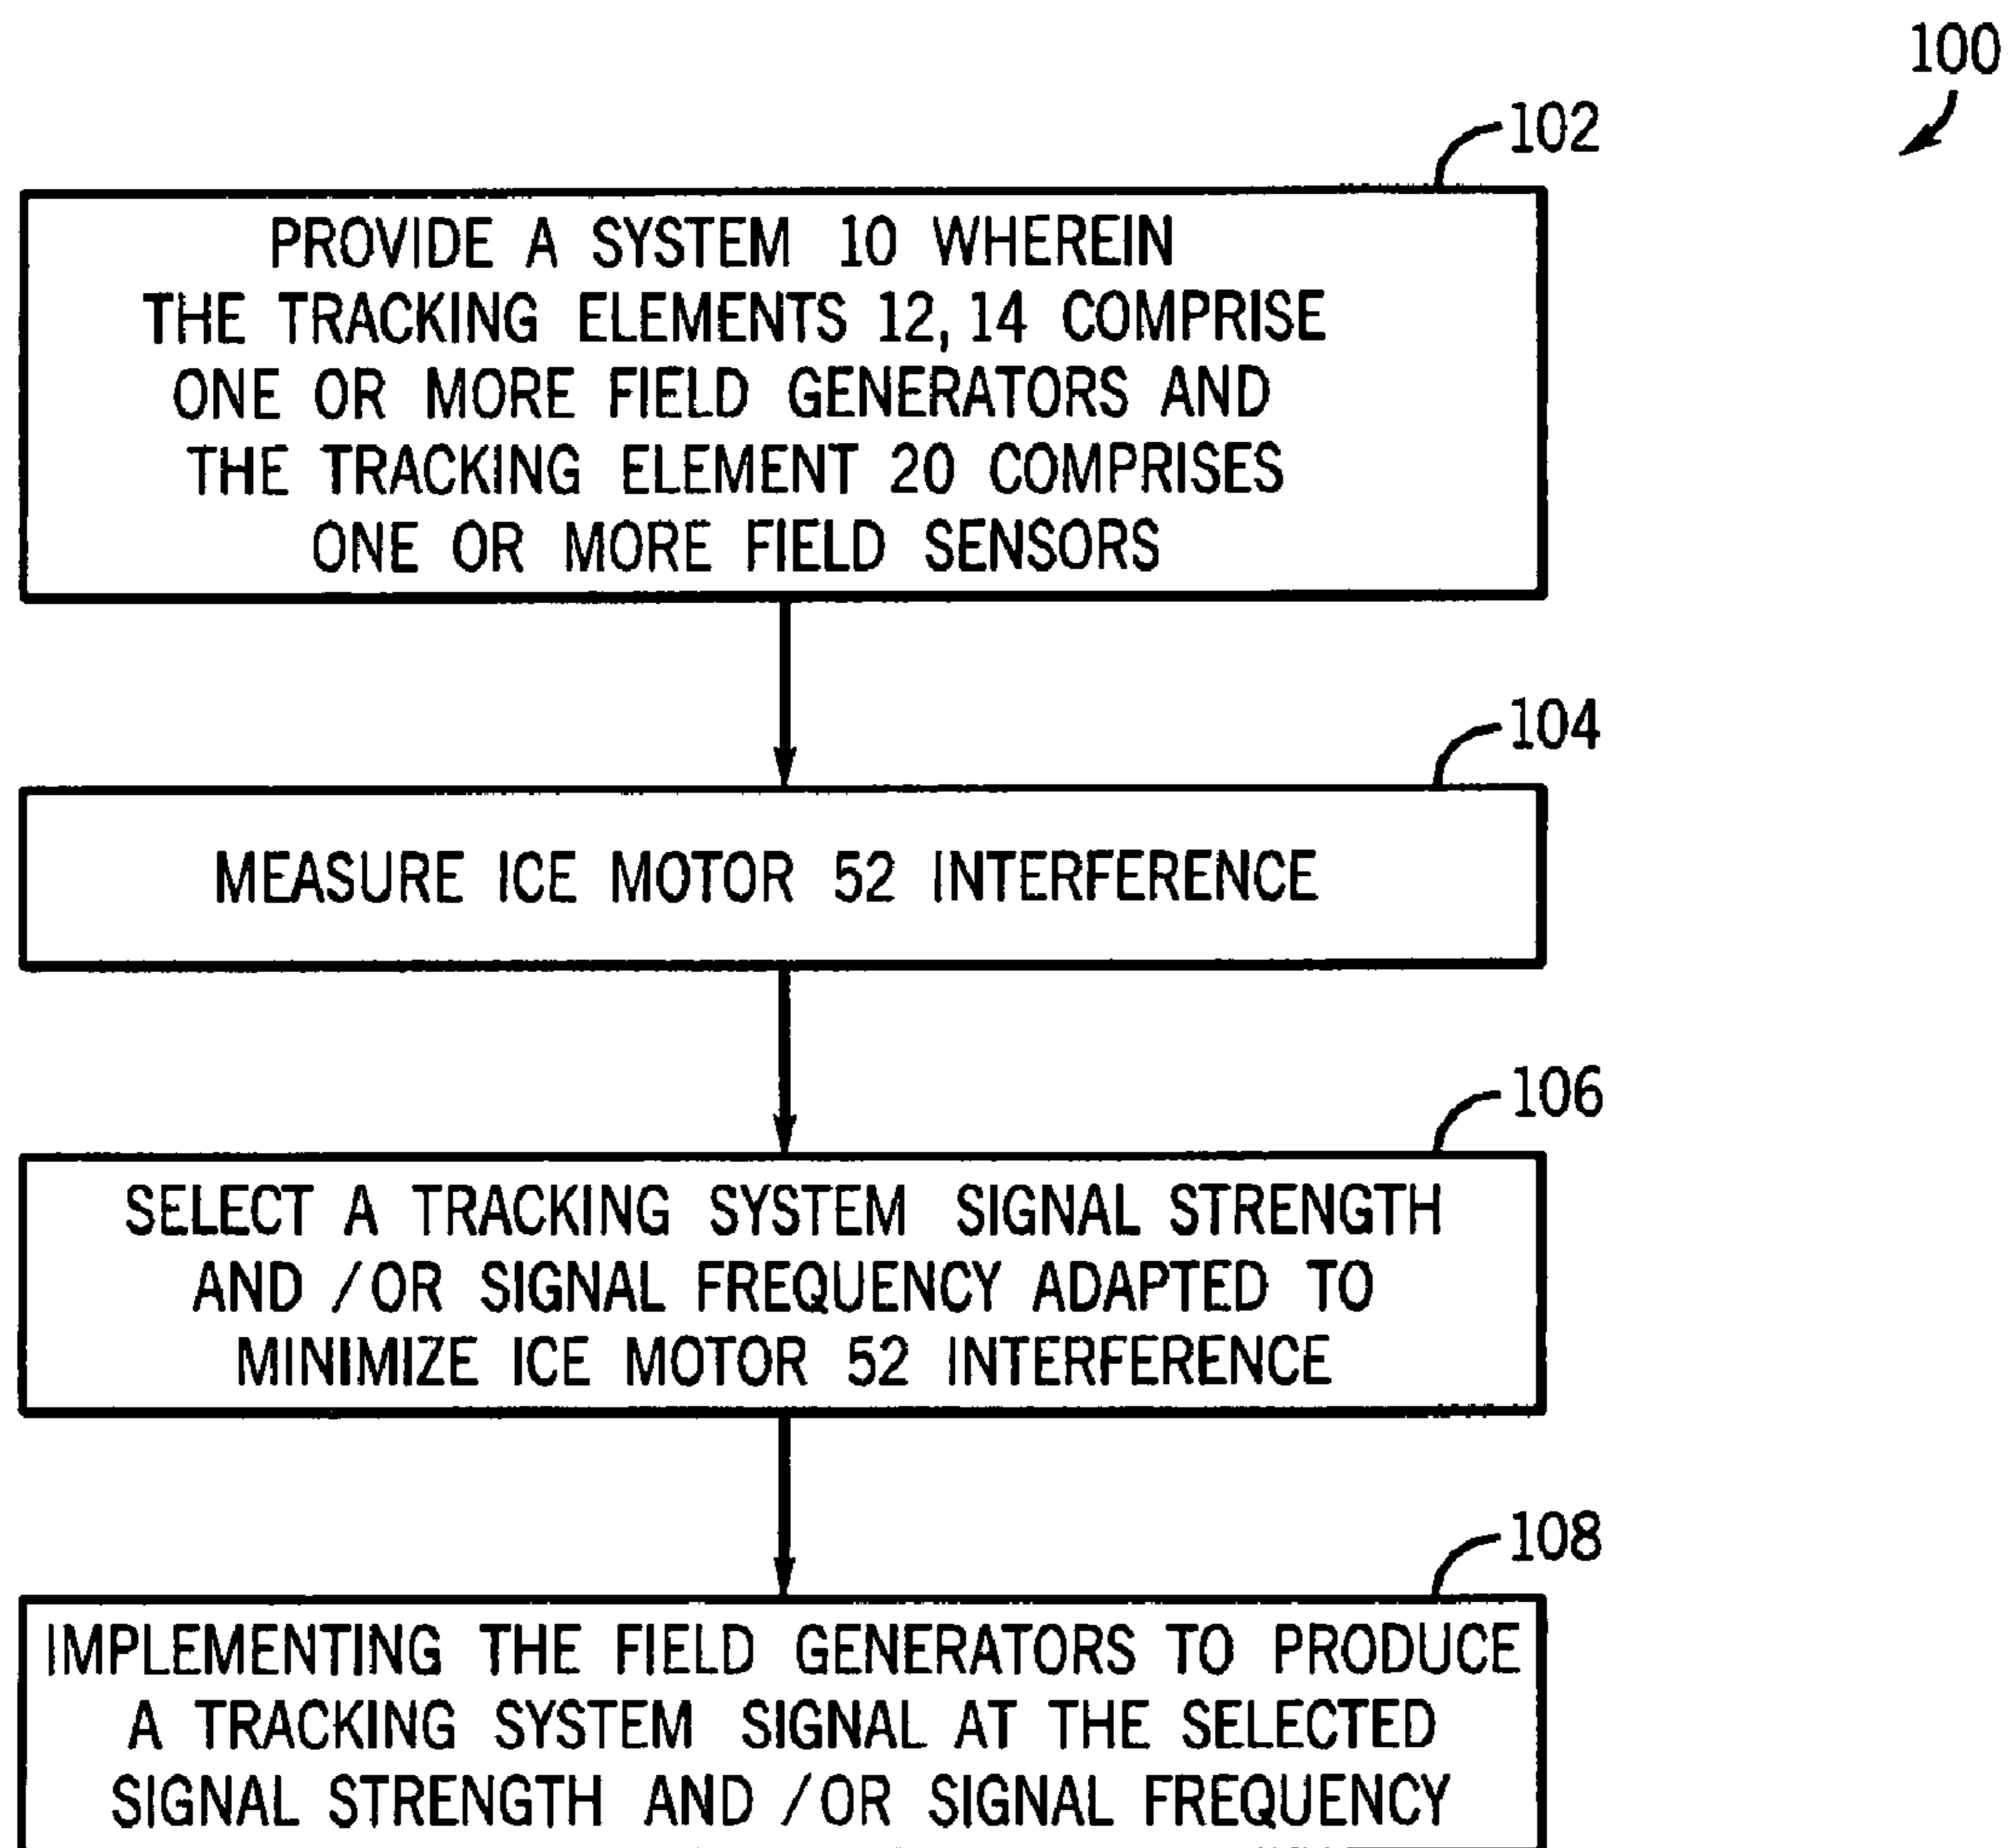 100
102
PROVIDE A SYSTEM 10 WHEREIN
THE TRACKING ELEMENTS 12, 14 COMPRISE
ONE OR MORE FIELD GENERATORS AND
THE TRACKING ELEMENT 20 COMPRISES
ONE OR MORE FIELD SENSORS
104
MEASURE ICE MOTOR 52 INTERFERENCE
106
SELECT A TRACKING SYSTEM SIGNAL STRENGTH
AND /OR SIGNAL FREQUENCY ADAPTED TO
MINIMIZE ICE MOTOR 52 INTERFERENCE
108
IMPLEMENTING THE FIELD GENERATORS TO PRODUCE
A TRACKING SYSTEM SIGNAL AT THE SELECTED
SIGNAL STRENGTH AND /OR SIGNAL FREQUENCY